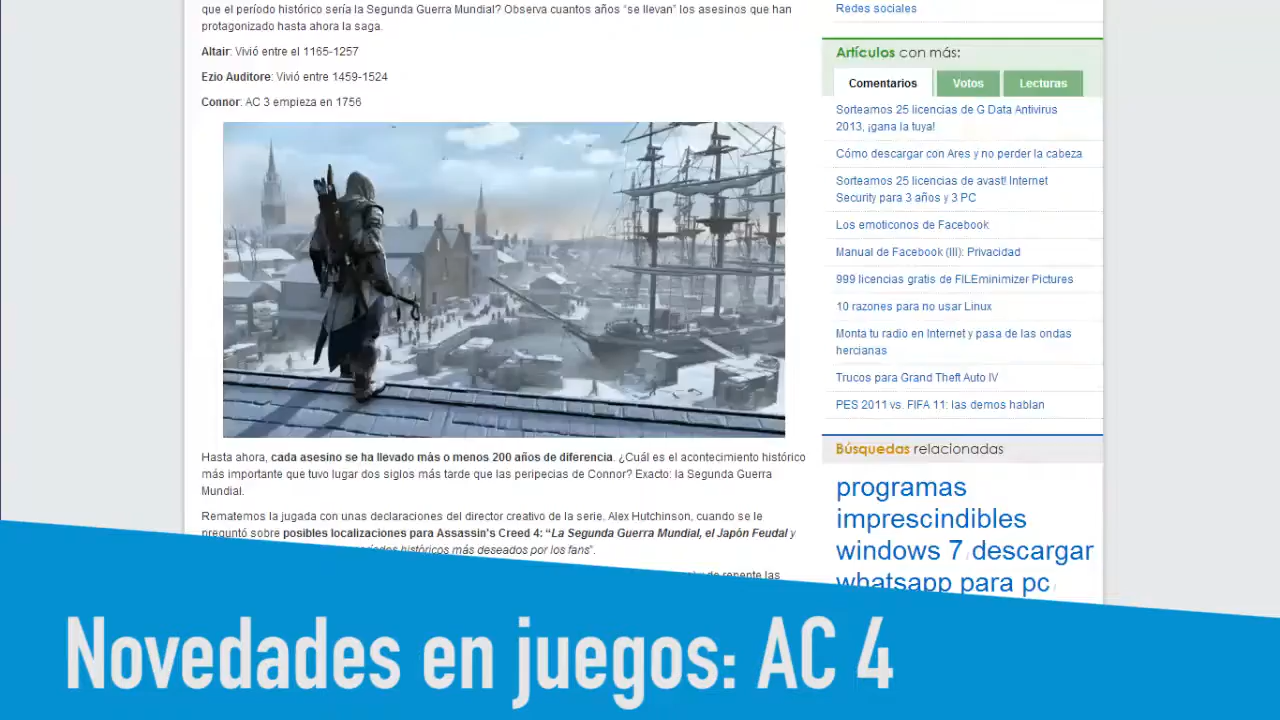 que el período histórico sería la Segunda Guerra Mundial? Observa cuantos años “se llevan” los asesinos que han
protagonizado hasta ahora la saga.
Altair: Vivió entre el 1165-1257
Ezio Auditore: Vivió entre 1459-1524
Connor: AC 3 empieza en 1756
Hasta ahora, cada asesino se ha llevado más o menos 200 años de diferencia. ¿Cuál es el acontecimiento histórico
más importante que tuvo lugar dos siglos más tarde que las peripecias de Connor? Exacto: la Segunda Guerra
Mundial.
Rematemos la jugada con unas declaraciones del director creativo de la serie, Alex Hutchinson, cuando se le
preguntó sobre posibles localizaciones para Assassin's Creed 4: “La Segunda Guerra Mundial, el Japón Feudal y
históricos más deseados por los fans”.
de repente las
Redes sociales
Artículos con más:
Comentarios Votos Lecturas
Sorteamos 25 licencias de G Data Antivirus
2013, ¡gana la tuya!
Cómo descargar con Ares y no perder la cabeza
Sorteamos 25 licencias de avast! Internet
Security para 3 años y 3 PC
Los emoticonos de Facebook
Manual de Facebook (III): Privacidad
999 licencias gratis de FILEminimizer Pictures
10 razones para no usar Linux
Monta tu radio en Internet y pasa de las ondas
hercianas
Trucos para Grand Theft Auto IV
PES 2011 vs. FIFA 11: las demos hablan
Búsquedas relacionadas
programas
imprescindibles
windows 7 / descargar
whatsapp para pc /
Novedades en juegos: AC 4